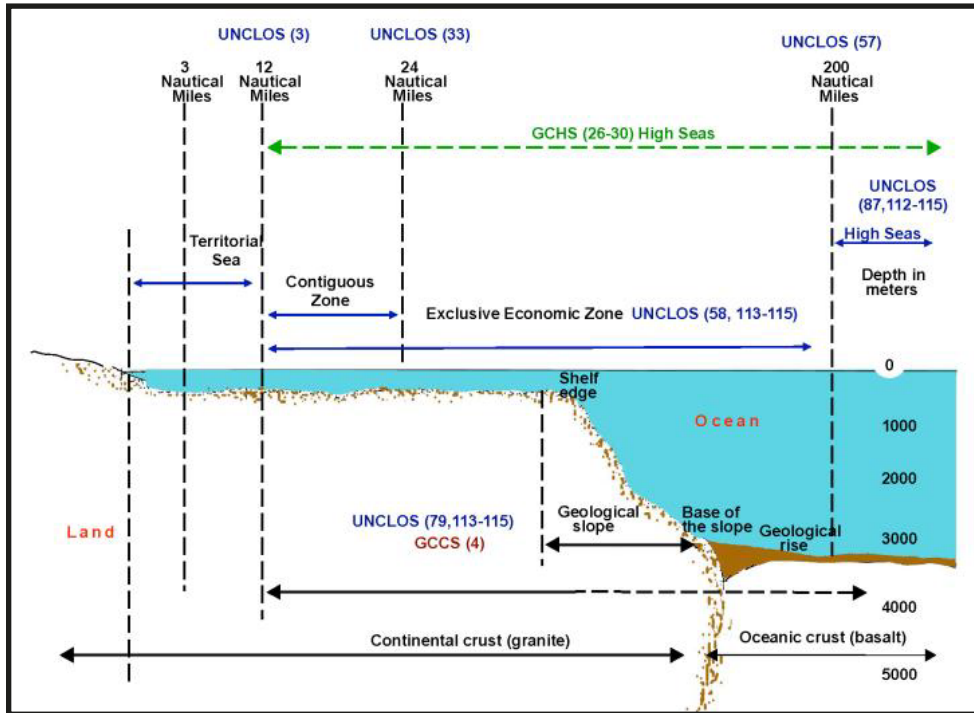 UNCLOS (3)
UNCLOS (33)
UNCLOS (57)
3
Nautical
Miles
12
Nautical
Miles
24
Nautical
Miles
200
Nautical
Miles
GCHS (26-30) High Seas
UNCLOS
(87,112-115)
High Seas
Territorial
Sea
Contiguous
Zone
Depth in
meters
Exclusive Economic Zone UNCLOS (58, 113-115)
0
Shelf
edge
Ocean
1000
2000
Land
UNCLOS (79,113-115)
GCCS (4)
Geological
slope
Base of
the slope
Geological
rise
3000
4000
Continental crust (granite)
Oceanic crust (basalt)
5000